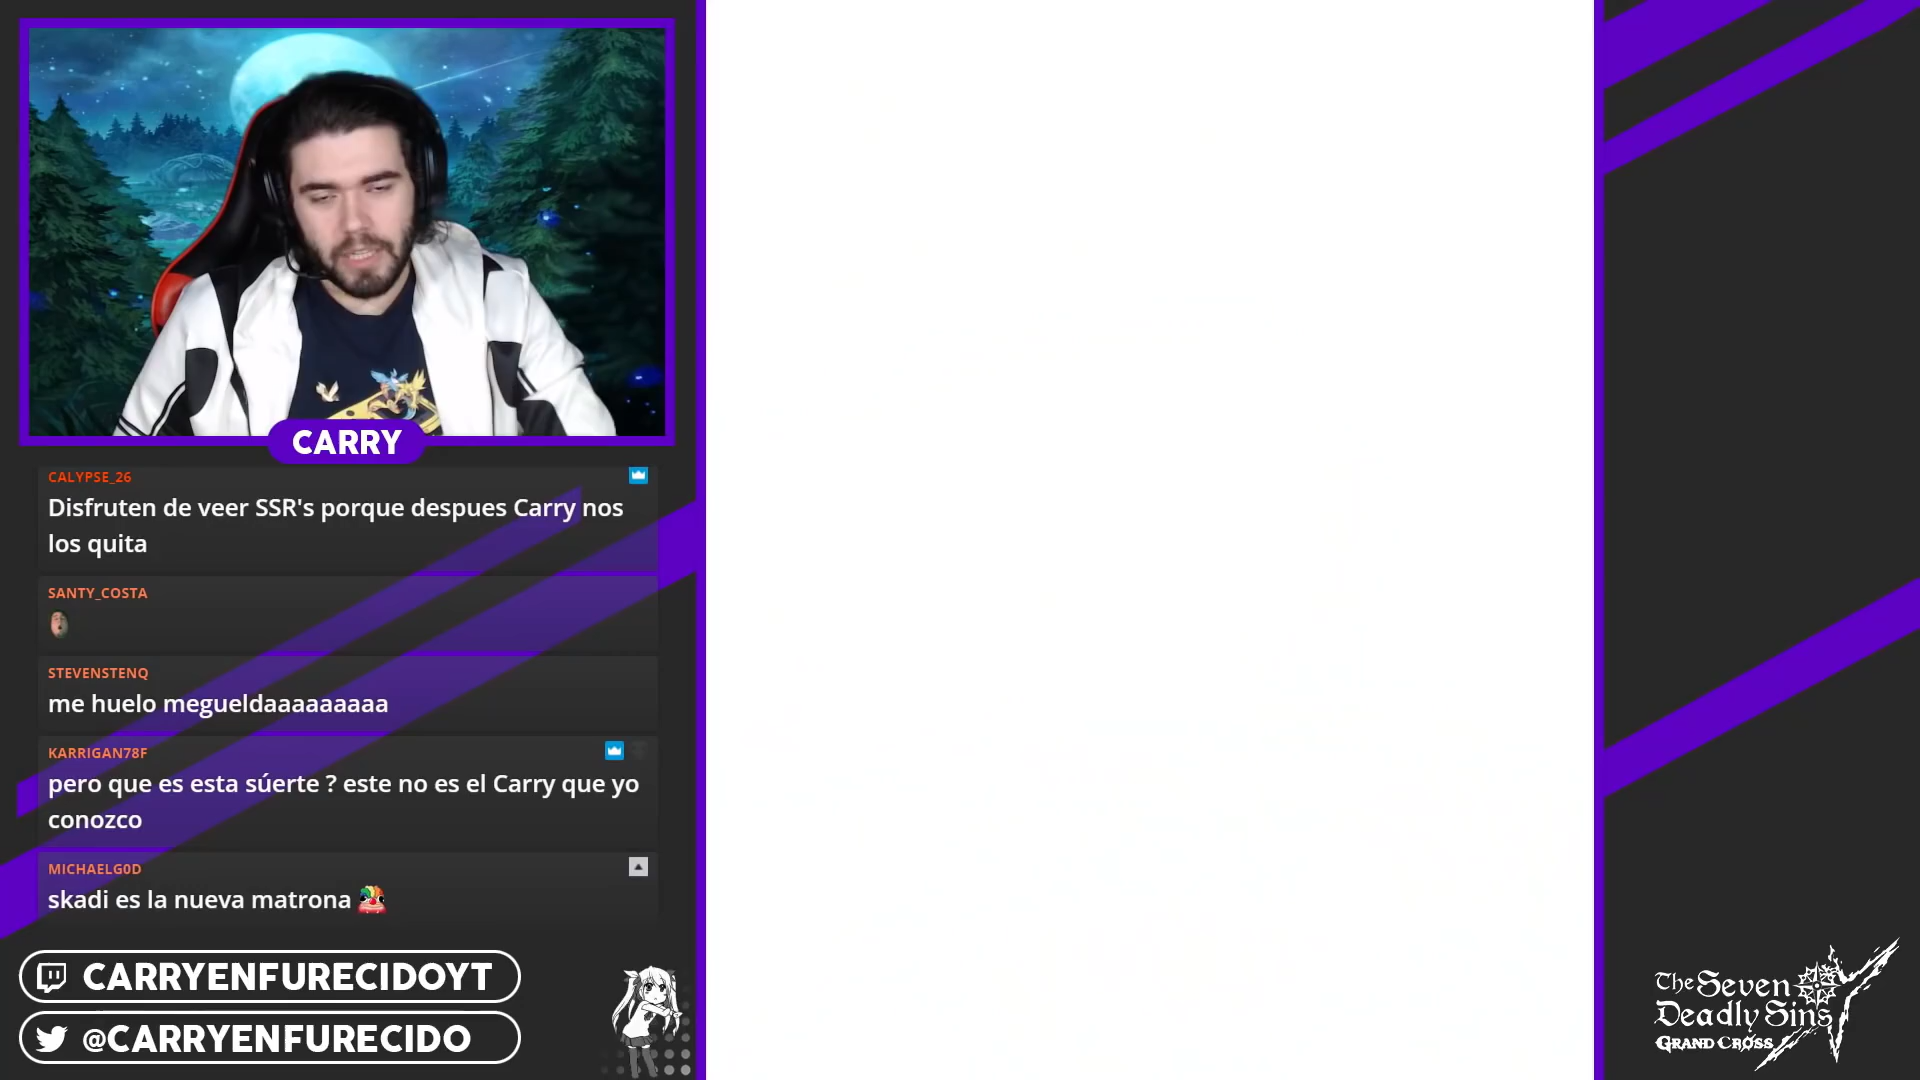 CARRY
CALYPSE_26
Disfruten de veer SSR's porque despues Carry nos
los quita
SANTY_COSTA
STEVENSTENQ
me huelo megueldaaaaaaaaa
KARRIGAN78F
pero que es esta súerte ? este no es el Carry que yo
conozco
MICHAELG0D
skadi es la nueva matrona
CARRYENFURECIDOYT
@CARRYENFURECIDO
The Seven
Deadly Sins
GRAND CROSS